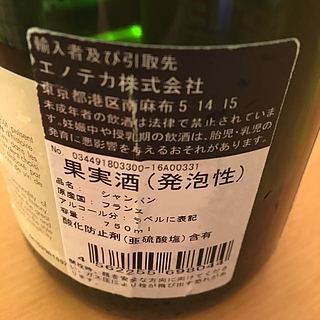 輸入者及び引取先
エノテカ株式会社
東京都港区南麻布5 14 15
未成年者の飲酒は法律で禁止されていま
す。妊娠中や授乳期の飲酒は、胎児・乳児の
発育に悪影響を与えるおそれがあります。
No. 034491803300-16A00331
果実酒(発泡性)
品名: シャンパン
原産国: フランス
アルコール分: ラベルに表記
容量: 750ml
酸化防止剤(亜硫酸塩)含有